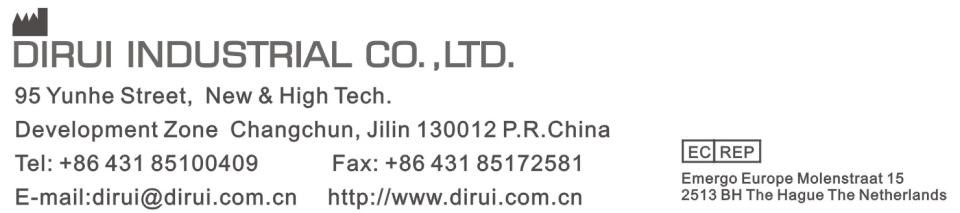 DIRUI INDUSTRIAL CO.,LTD.
95 Yunhe Street, New & High Tech.
Development Zone Changchun, Jilin 130012 P.R.China
Tel: +86 431 85100409 Fax: +86 431 85172581
E-mail:dirui@dirui.com.cn http://www.dirui.com.cn
EC REP
Emergo Europe Molenstraat 15
2513 BH The Hague The Netherlands